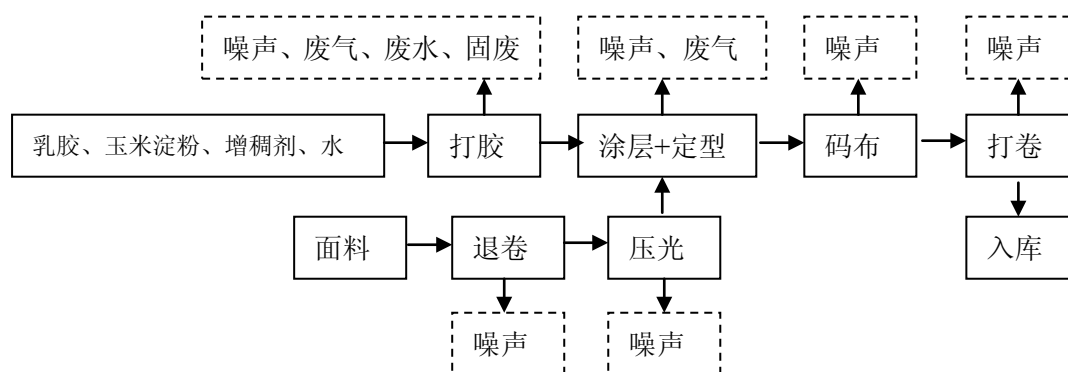 噪声、废气、废水、固废
噪声、废气
噪声
噪声
乳胶、玉米淀粉、增稠剂、水
打胶
涂层+定型
码布
打卷
面料
退卷
压光
入库
噪声
噪声